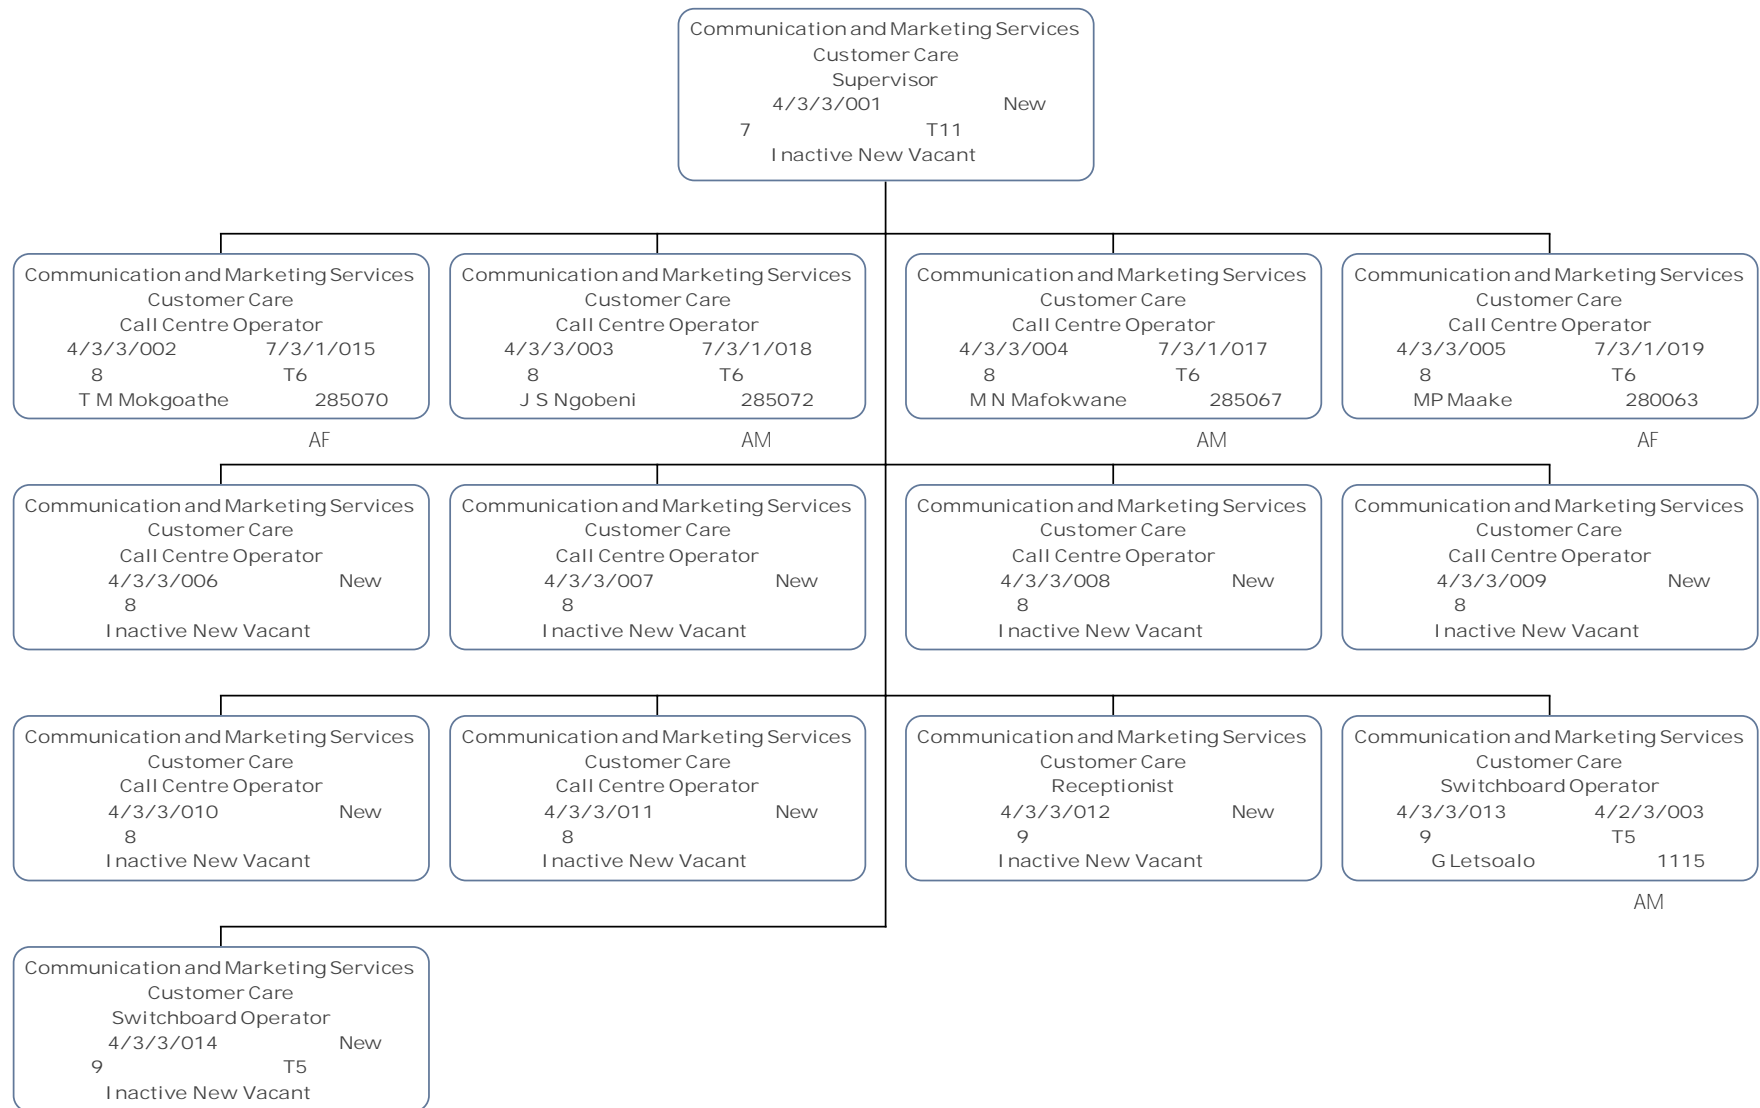 Communication and Marketing Services
Customer Care
Supervisor
4/3/3/001 New
7 T11
Inactive New Vacant
Communication and Marketing Services
Customer Care
Call Centre Operator
4/3/3/002 7/3/1/015
8 T6
T M Mokgoathe 285070
AF
Communication and Marketing Services
Customer Care
Call Centre Operator
4/3/3/003 7/3/1/018
8 T6
J S Ngobeni 285072
AM
Communication and Marketing Services
Customer Care
Call Centre Operator
4/3/3/004 7/3/1/017
8 T6
M N Mafokwane 285067
AM
Communication and Marketing Services
Customer Care
Call Centre Operator
4/3/3/005 7/3/1/019
8 T6
MP Maake 280063
AF
Communication and Marketing Services
Customer Care
Call Centre Operator
4/3/3/006 New
8
Inactive New Vacant
Communication and Marketing Services
Customer Care
Call Centre Operator
4/3/3/007 New
8
Inactive New Vacant
Communication and Marketing Services
Customer Care
Call Centre Operator
4/3/3/008 New
8
Inactive New Vacant
Communication and Marketing Services
Customer Care
Call Centre Operator
4/3/3/009 New
8
Inactive New Vacant
Communication and Marketing Services
Customer Care
Call Centre Operator
4/3/3/010 New
8
Inactive New Vacant
Communication and Marketing Services
Customer Care
Call Centre Operator
4/3/3/011 New
8
Inactive New Vacant
Communication and Marketing Services
Customer Care
Receptionist
4/3/3/012 New
9
Inactive New Vacant
Communication and Marketing Services
Customer Care
Switchboard Operator
4/3/3/013 4/2/3/003
9 T5
G Letsoalo 1115
AM
Communication and Marketing Services
Customer Care
Switchboard Operator
4/3/3/014 New
9 T5
Inactive New Vacant